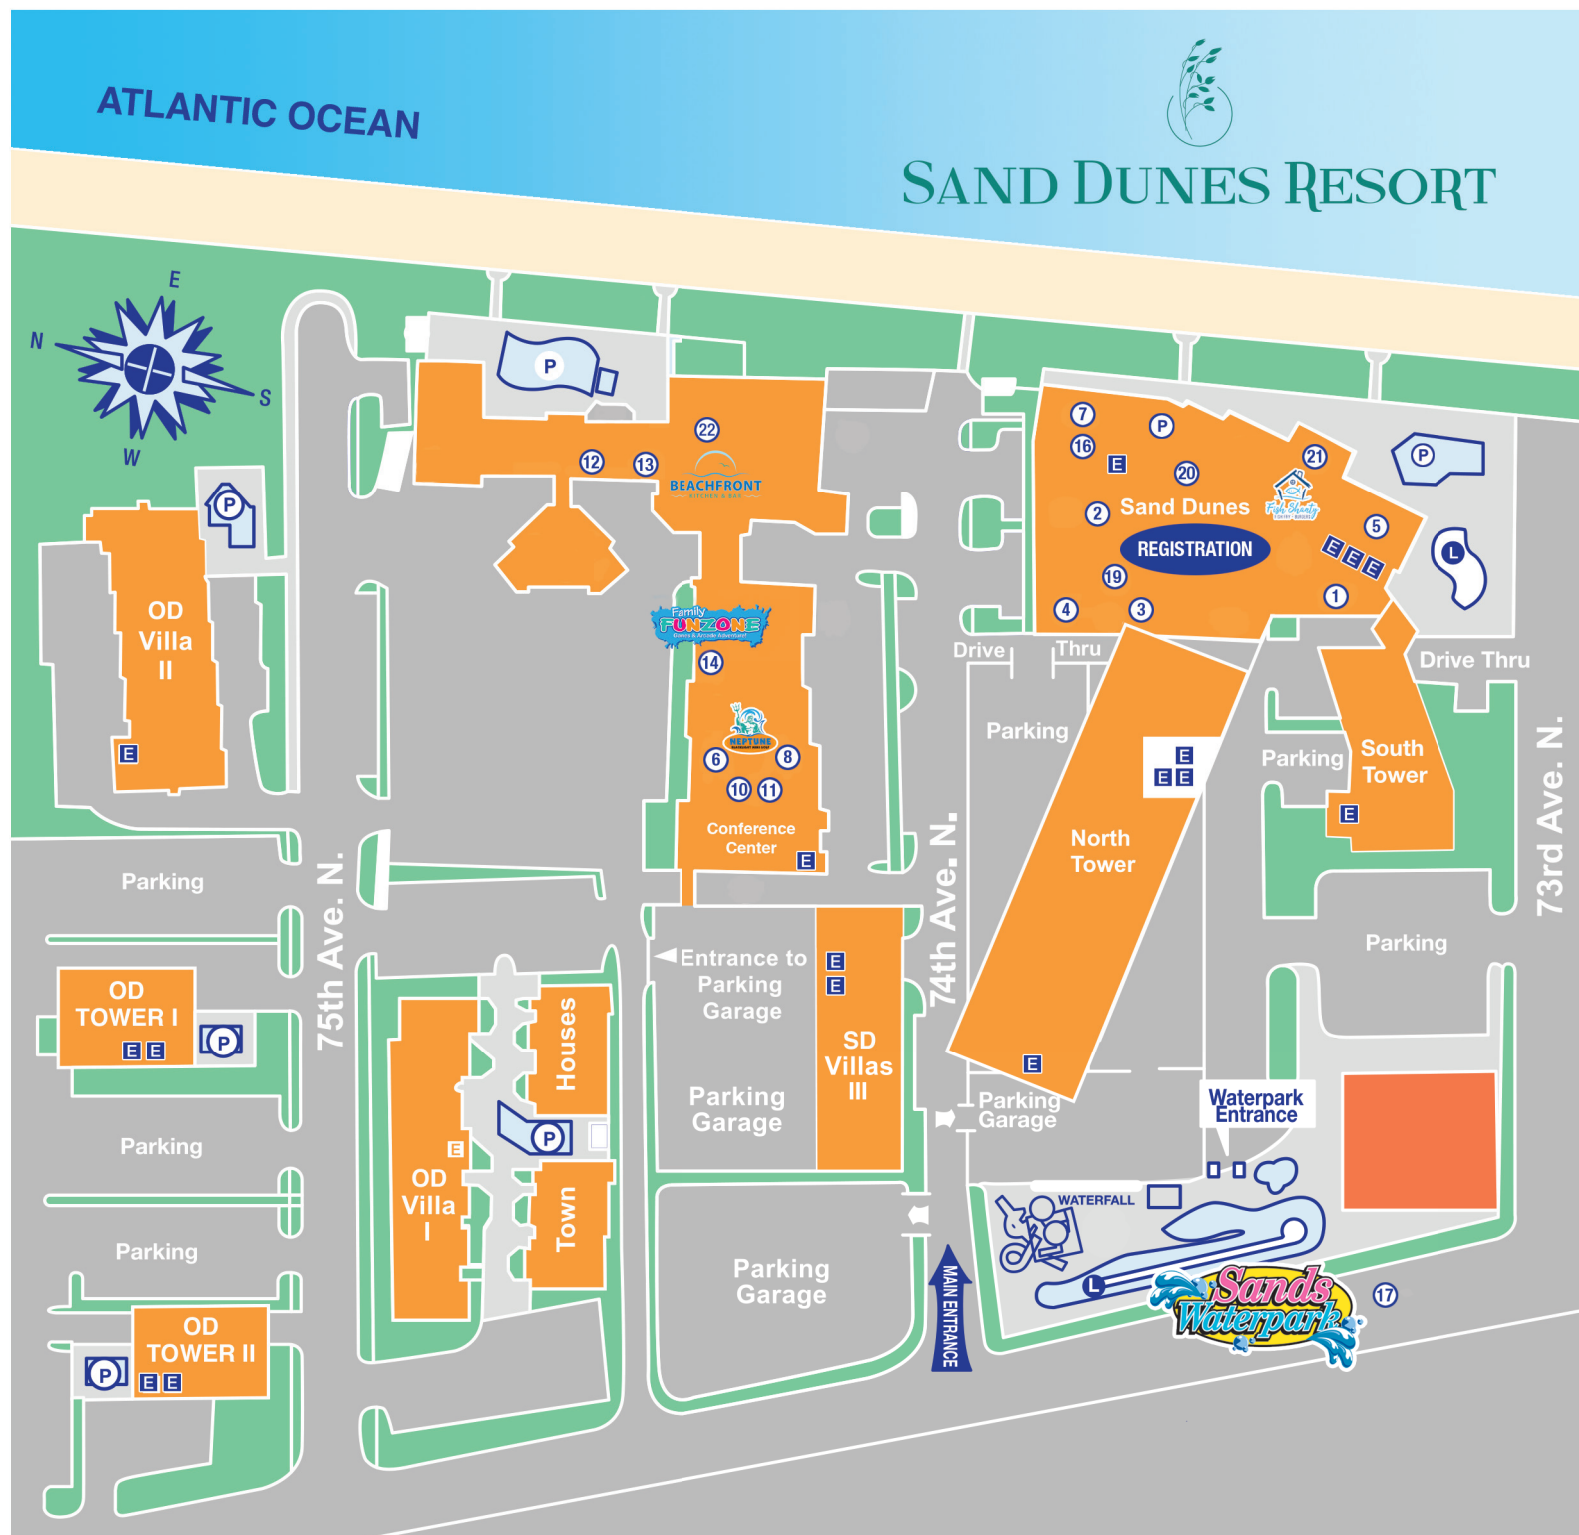 ATLANTIC OCEAN
SAND DUNES RESORT
E
N
S
W
P
P
22
12
13
BEACHFRONT
KITCHEN & BAR
7
P
16
E
20
21
2
Sand Dunes
Fish Shanty
REGISTRATION
5
E E E
19
4
3
1
P
L
OD
Villa
II
E
Family
FUNZONE
14
NEPTUNE
6
8
10
11
Conference
Center
E
Drive
Thru
Drive Thru
Parking
Parking
South
Tower
E
E
E E
North
Tower
E
73rd Ave. N.
74th Ave. N.
75th Ave. N.
Parking
Parking
OD
TOWER I
E E
P
Parking
Parking
OD
TOWER II
E E
P
OD
Villa
I
E
Houses
P
Town
Entrance to
Parking
Garage
Parking
Garage
E
E
SD
Villas
III
Parking
Garage
Parking
Garage
MAIN ENTRANCE
Waterpark
Entrance
WATERFALL
L
Sands
Waterpark
17